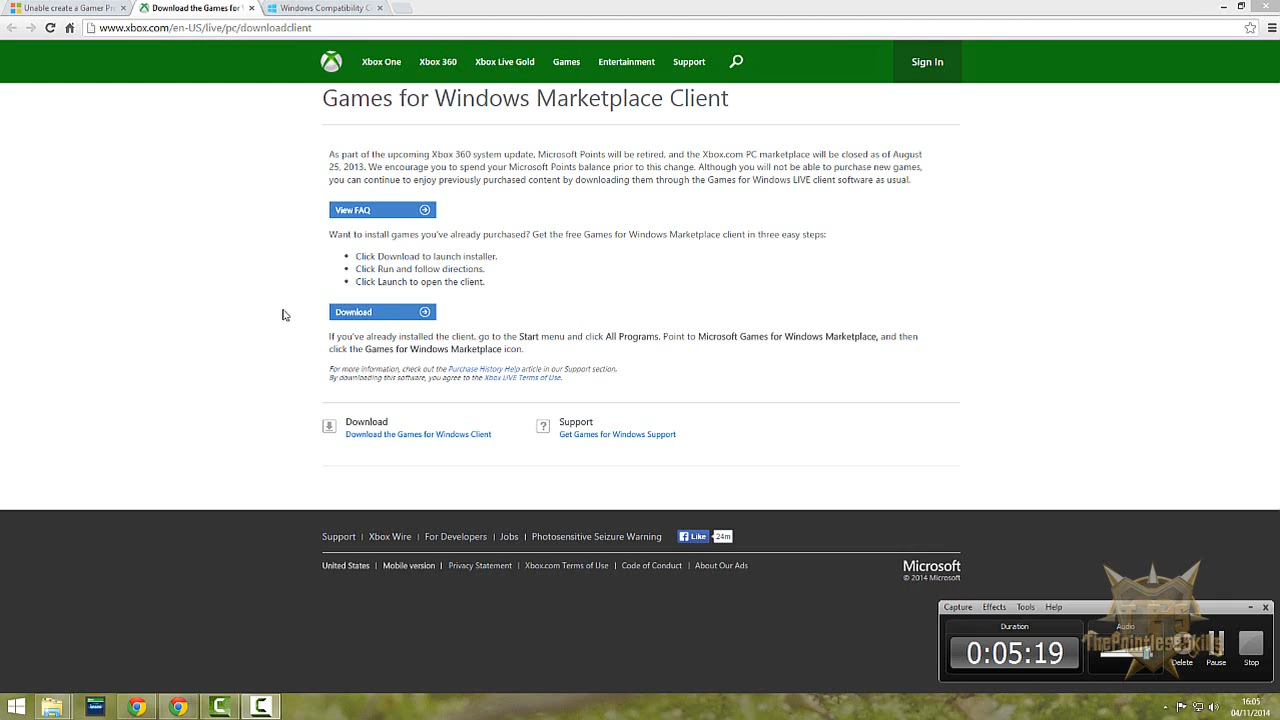 Unable create a Gamer Pr
Download the Games for
Windows Compatibility C
www.xbox.com/en-US/live/pc/downloadclient
Xbox One
Xbox 360
Xbox Live Gold
Games
Entertainment
Support
Sign In
Games for Windows Marketplace Client
As part of the upcoming Xbox 360 system update, Microsoft Points will be retired, and the Xbox.com PC marketplace will be closed as of August
25, 2013. We encourage you to spend your Microsoft Points balance prior to this change. Although you will not be able to purchase new games,
you can continue to enjoy previously purchased content by downloading them through the Games for Windows LIVE client software as usual.
View FAQ
Want to install games you've already purchased? Get the free Games for Windows Marketplace client in three easy steps:
Click Download to launch installer.
Click Run and follow directions.
Click Launch to open the client.
Download
If you've already installed the client, go to the Start menu and click All Programs. Point to Microsoft Games for Windows Marketplace, and then
click the Games for Windows Marketplace icon.
For more information, check out the Purchase History Help article in our Support section.
By downloading this software, you agree to the Xbox LIVE Terms of Use.
Download
Download the Games for Windows Client
Support
Get Games for Windows Support
Support | Xbox Wire | For Developers | Jobs | Photosensitive Seizure Warning
Like 24m
United States | Mobile version | Privacy Statement | Xbox.com Terms of Use | Code of Conduct | About Our Ads
Microsoft
© 2014 Microsoft
Capture Effects Tools Help
Duration
Audio
0:05:19
ThePointlessSkills
Delete
Pause
Stop
16:05
04/11/2014